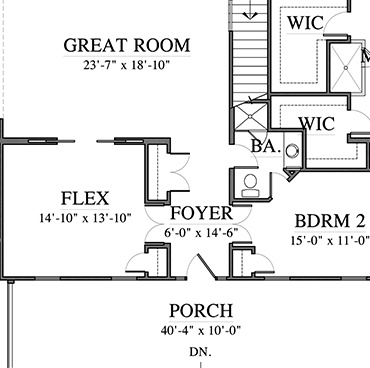 WIC
GREAT ROOM
23'-7" x 18'-10"
WIC
BA.
FLEX
14'-10" x 13'-10"
FOYER
6'-0" x 14'-6"
BDRM 2
15'-0" x 11'-0"
PORCH
40'-4" x 10'-0"
DN.